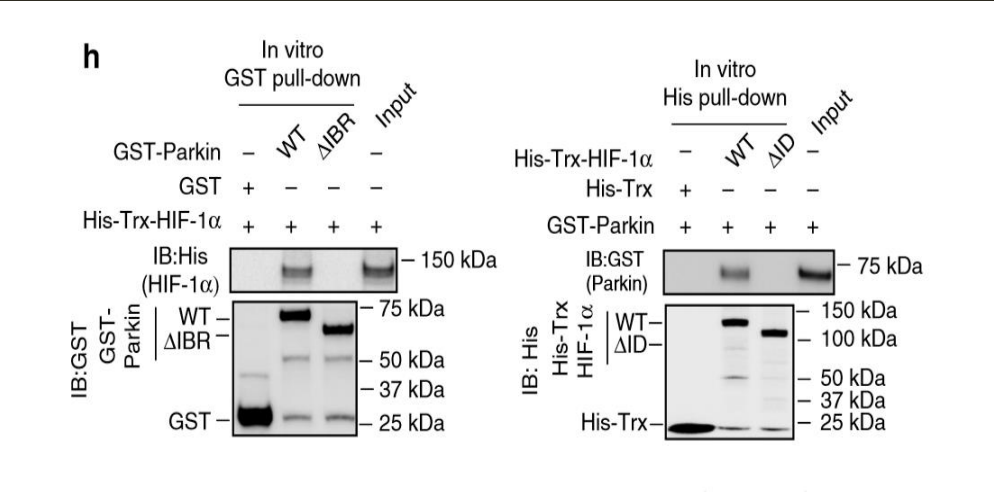 h
In vitro
GST pull-down
GST-Parkin – WT ΔIBR Input –
GST + – – –
His-Trx-HIF-1α + + + +
IB:His
(HIF-1α)
150 kDa
IB:GST
GST-
Parkin
WT
ΔIBR
GST
75 kDa
50 kDa
37 kDa
25 kDa
In vitro
His pull-down
His-Trx-HIF-1α – WT ΔID Input –
His-Trx + – – –
GST-Parkin + + + +
IB:GST
(Parkin)
75 kDa
IB: His
His-Trx
HIF-1α
WT
ΔID
His-Trx
150 kDa
100 kDa
50 kDa
37 kDa
25 kDa